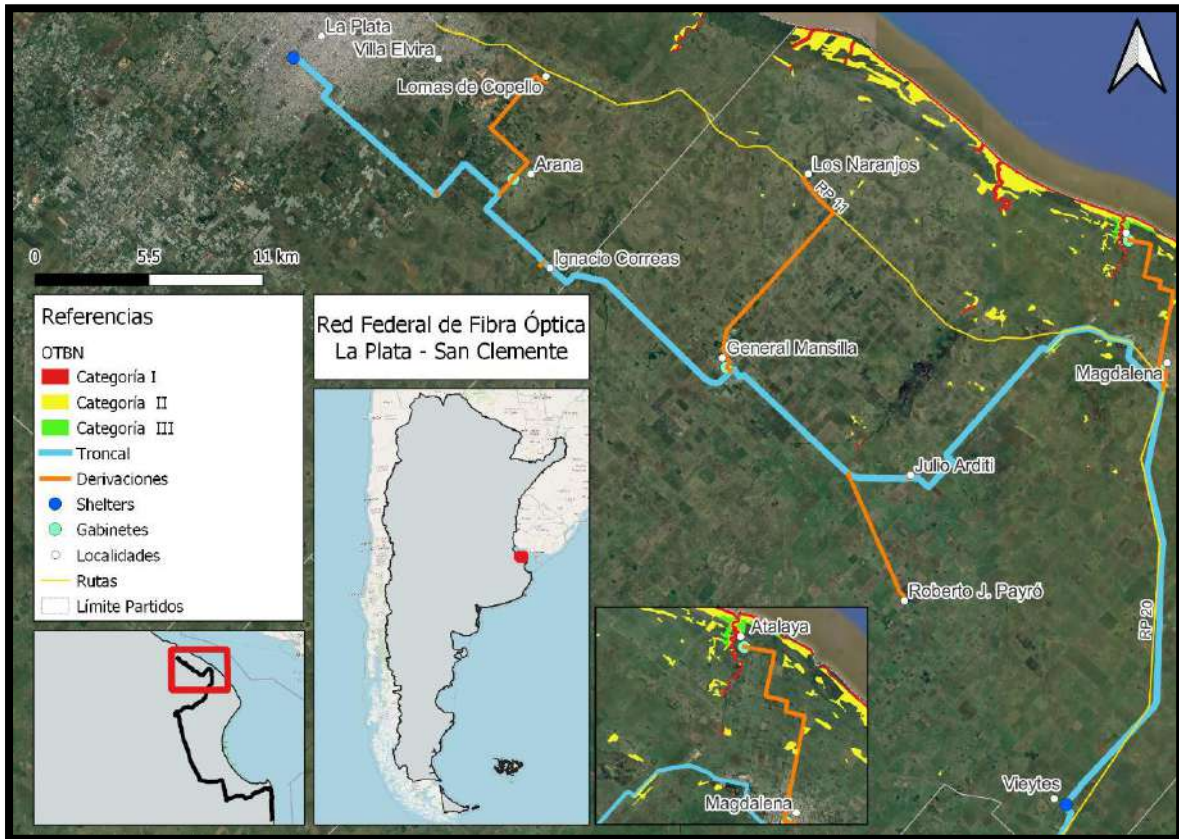 La Plata
Villa Elvira
Lomas de Copello
Arana
Los Naranjos
RP 11
0 5.5 11 km
Ignacio Correas
General Mansilla
Magdalena
Julio Arditi
Roberto J. Payró
RP 20
Vieytes
Referencias
OTBN
Categoría I
Categoría II
Categoría III
Troncal
Derivaciones
Shelters
Gabinetes
Localidades
Rutas
Límite Partidos
Red Federal de Fibra Óptica
La Plata - San Clemente
Atalaya
Magdalena